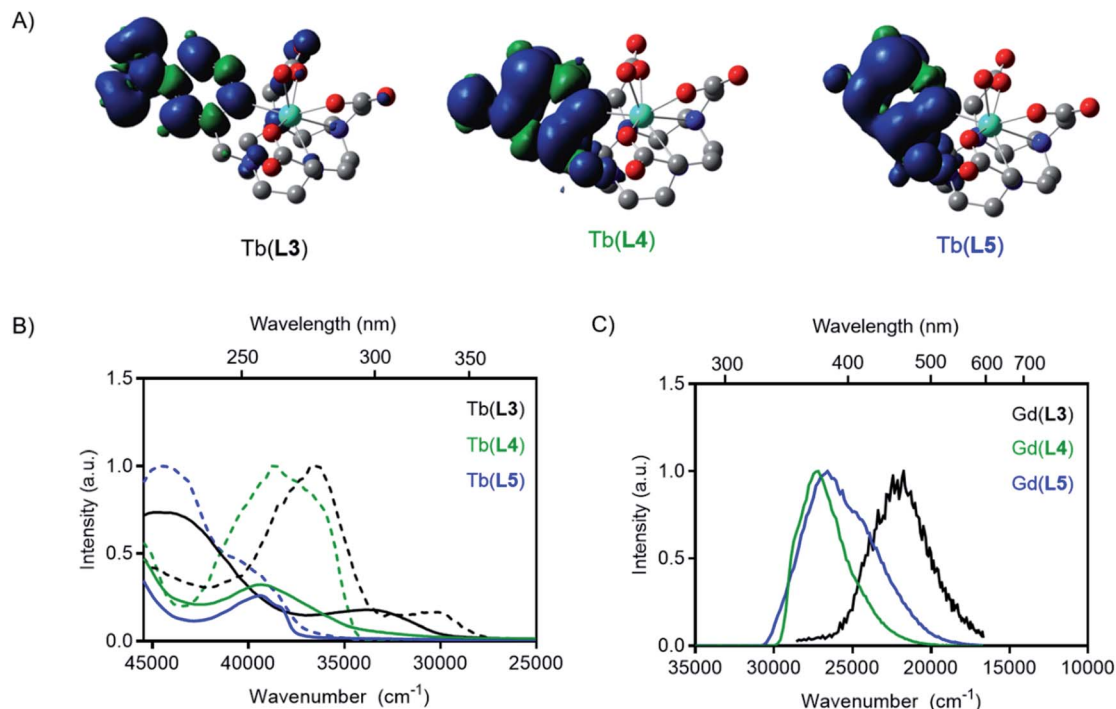 A)
Tb(L3)
Tb(L4)
Tb(L5)
B)
Wavelength (nm)
250 300 350
1.5
1.0
0.5
0.0
Intensity (a.u.)
Tb(L3)
Tb(L4)
Tb(L5)
45000 40000 35000 30000 25000
Wavenumber (cm⁻¹)
C)
Wavelength (nm)
300 400 500 600 700
1.5
1.0
0.5
0.0
Intensity (a.u.)
Gd(L3)
Gd(L4)
Gd(L5)
35000 30000 25000 20000 15000 10000
Wavenumber (cm⁻¹)